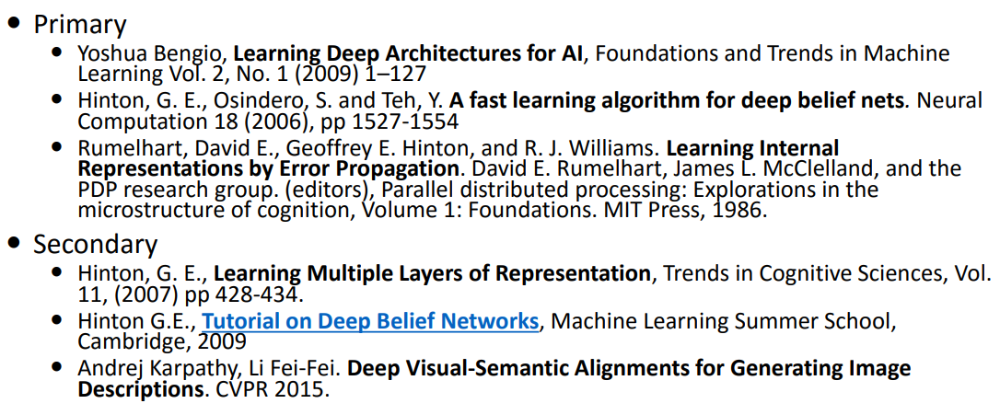 • Primary
• Yoshua Bengio, Learning Deep Architectures for AI, Foundations and Trends in Machine
Learning Vol. 2, No. 1 (2009) 1–127
• Hinton, G. E., Osindero, S. and Teh, Y. A fast learning algorithm for deep belief nets. Neural
Computation 18 (2006), pp 1527-1554
• Rumelhart, David E., Geoffrey E. Hinton, and R. J. Williams. Learning Internal
Representations by Error Propagation. David E. Rumelhart, James L. McClelland, and the
PDP research group. (editors), Parallel distributed processing: Explorations in the
microstructure of cognition, Volume 1: Foundations. MIT Press, 1986.
• Secondary
• Hinton, G. E., Learning Multiple Layers of Representation, Trends in Cognitive Sciences, Vol.
11, (2007) pp 428-434.
• Hinton G.E., Tutorial on Deep Belief Networks, Machine Learning Summer School,
Cambridge, 2009
• Andrej Karpathy, Li Fei-Fei. Deep Visual-Semantic Alignments for Generating Image
Descriptions. CVPR 2015.